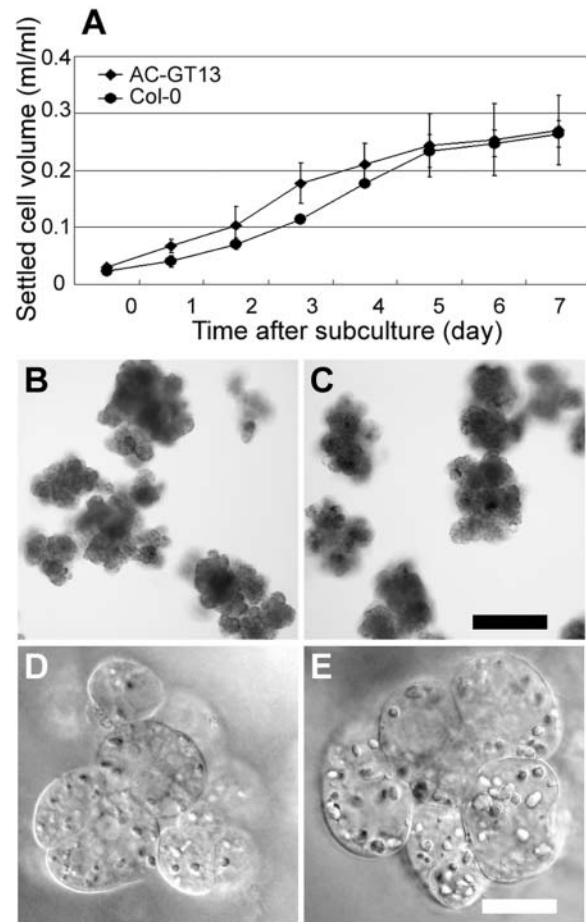 A
Settled cell volume (ml/ml)
0.4
0.3
0.2
0.1
0
AC-GT13
Col-0
0 1 2 3 4 5 6 7
Time after subculture (day)
B
C
D
E